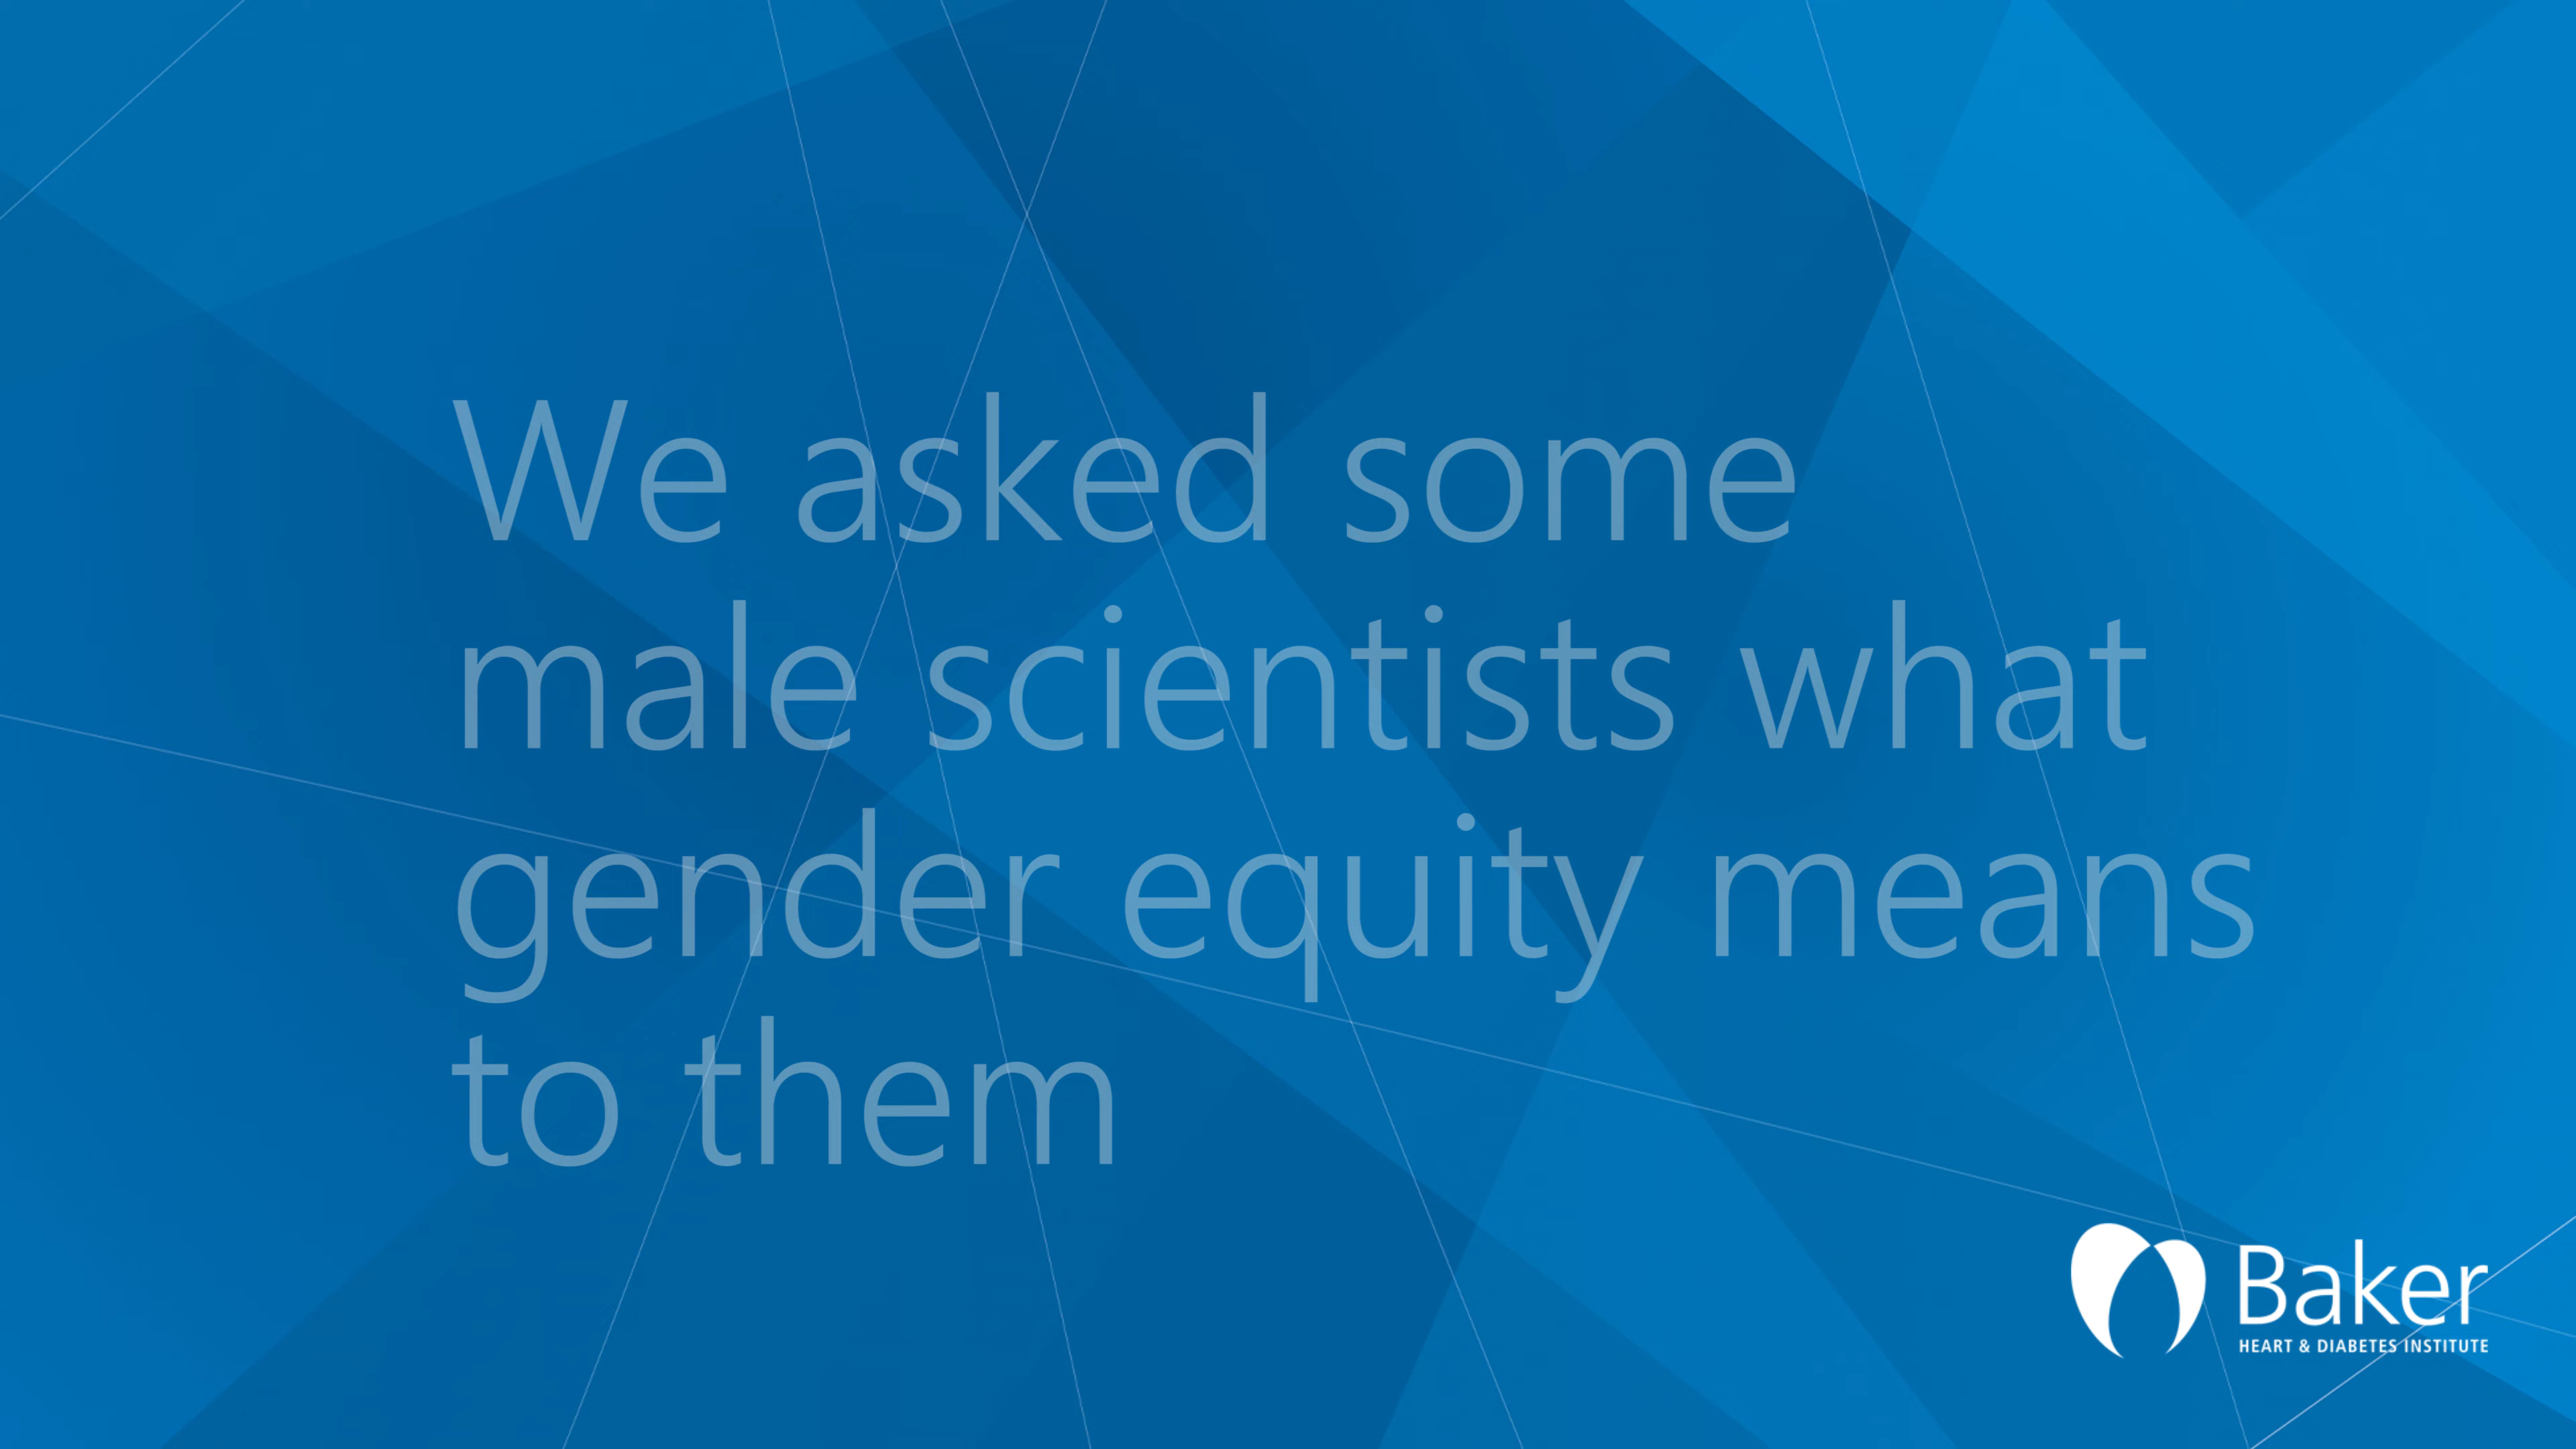 We asked some
male scientists what
gender equity means
to them
Baker
HEART & DIABETES INSTITUTE